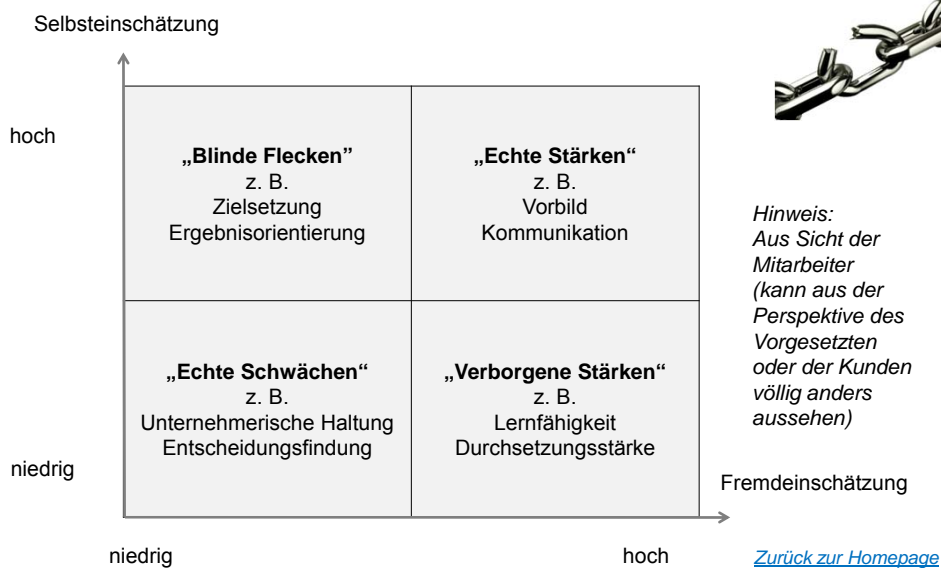 Selbsteinschätzung
hoch
„Blinde Flecken”
z. B.
Zielsetzung
Ergebnisorientierung
„Echte Stärken“
z. B.
Vorbild
Kommunikation
Hinweis:
Aus Sicht der
Mitarbeiter
(kann aus der
Perspektive des
Vorgesetzten
oder der Kunden
völlig anders
aussehen)
„Echte Schwächen“
z. B.
Unternehmerische Haltung
Entscheidungsfindung
„Verborgene Stärken“
z. B.
Lernfähigkeit
Durchsetzungsstärke
niedrig
Fremdeinschätzung
niedrig
hoch
Zurück zur Homepage